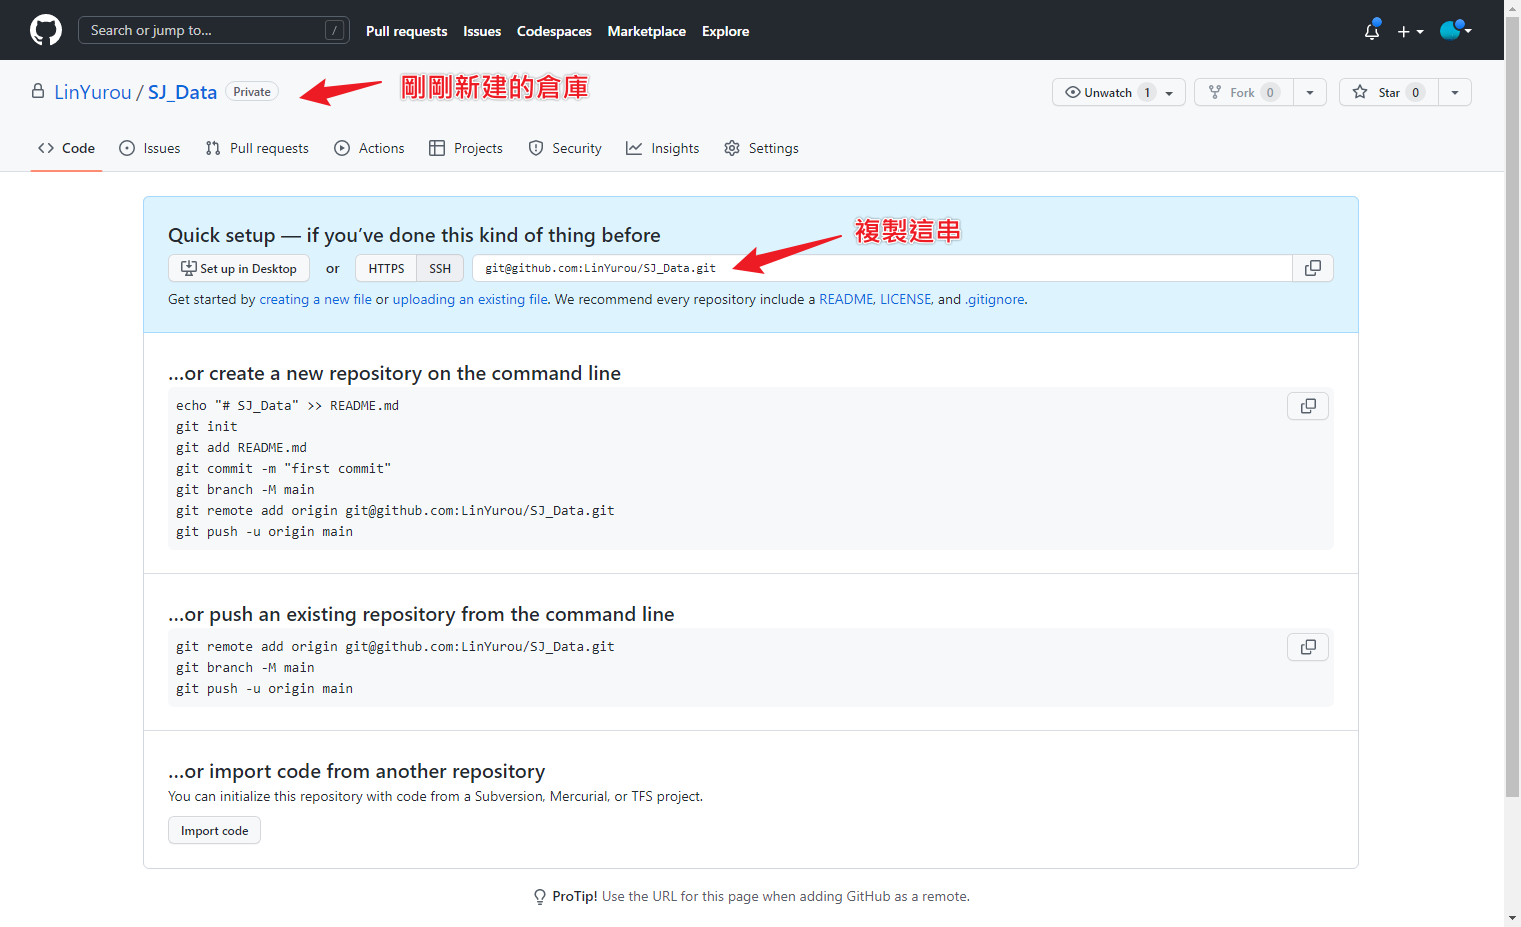 Search or jump to... /
Pull requests Issues Codespaces Marketplace Explore
LinYurou / SJ_Data Private
剛剛新建的倉庫
Unwatch 1 Fork 0 Star 0
Code Issues Pull requests Actions Projects Security Insights Settings
Quick setup — if you’ve done this kind of thing before
複製這串
Set up in Desktop or HTTPS SSH git@github.com:LinYurou/SJ_Data.git
Get started by creating a new file or uploading an existing file. We recommend every repository include a README, LICENSE, and .gitignore.
…or create a new repository on the command line
echo "# SJ_Data" >> README.md
git init
git add README.md
git commit -m "first commit"
git branch -M main
git remote add origin git@github.com:LinYurou/SJ_Data.git
git push -u origin main
…or push an existing repository from the command line
git remote add origin git@github.com:LinYurou/SJ_Data.git
git branch -M main
git push -u origin main
…or import code from another repository
You can initialize this repository with code from a Subversion, Mercurial, or TFS project.
Import code
ProTip! Use the URL for this page when adding GitHub as a remote.